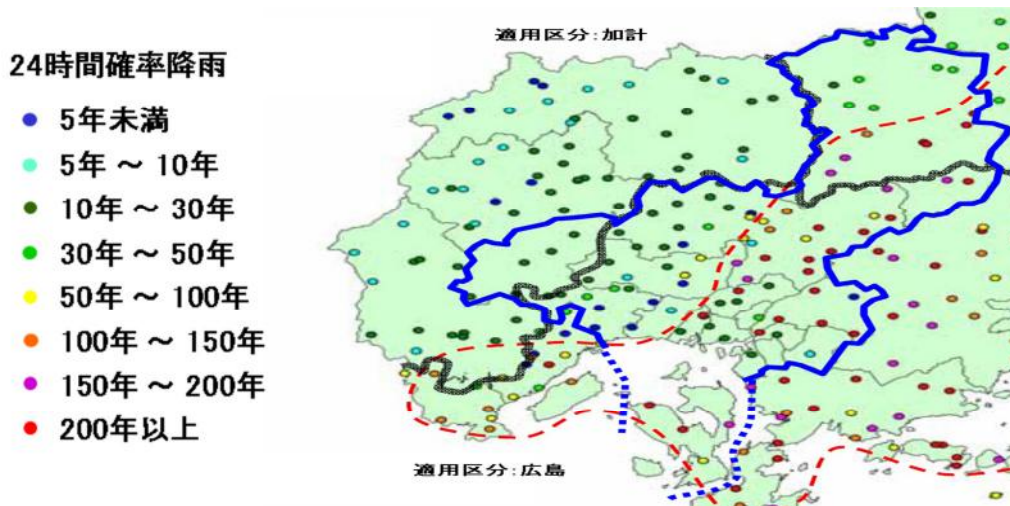 適用区分:加計
24時間確率降雨
5年未満
5年 ～ 10年
10年 ～ 30年
30年 ～ 50年
50年 ～ 100年
100年 ～ 150年
150年 ～ 200年
200年以上
適用区分:広島